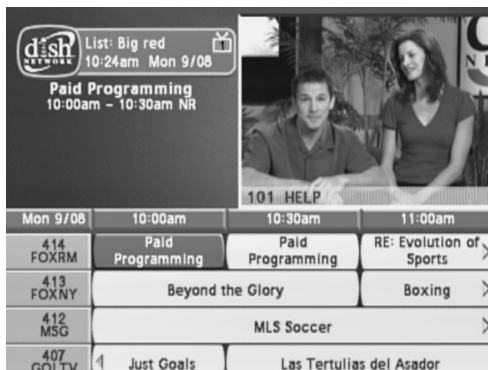 dish
NETWORK
List: Big red
1
10:24am Mon 9/08
Paid Programming
10:00am - 10:30am NR
101 HELP
Mon 9/08 10:00am 10:30am 11:00am
414 FOXRM Paid Programming Paid Programming RE: Evolution of Sports
413 FOXNY Beyond the Glory Boxing
412 MSG MLS Soccer
407 GOLTV Just Goals Las Tertulias del Asador